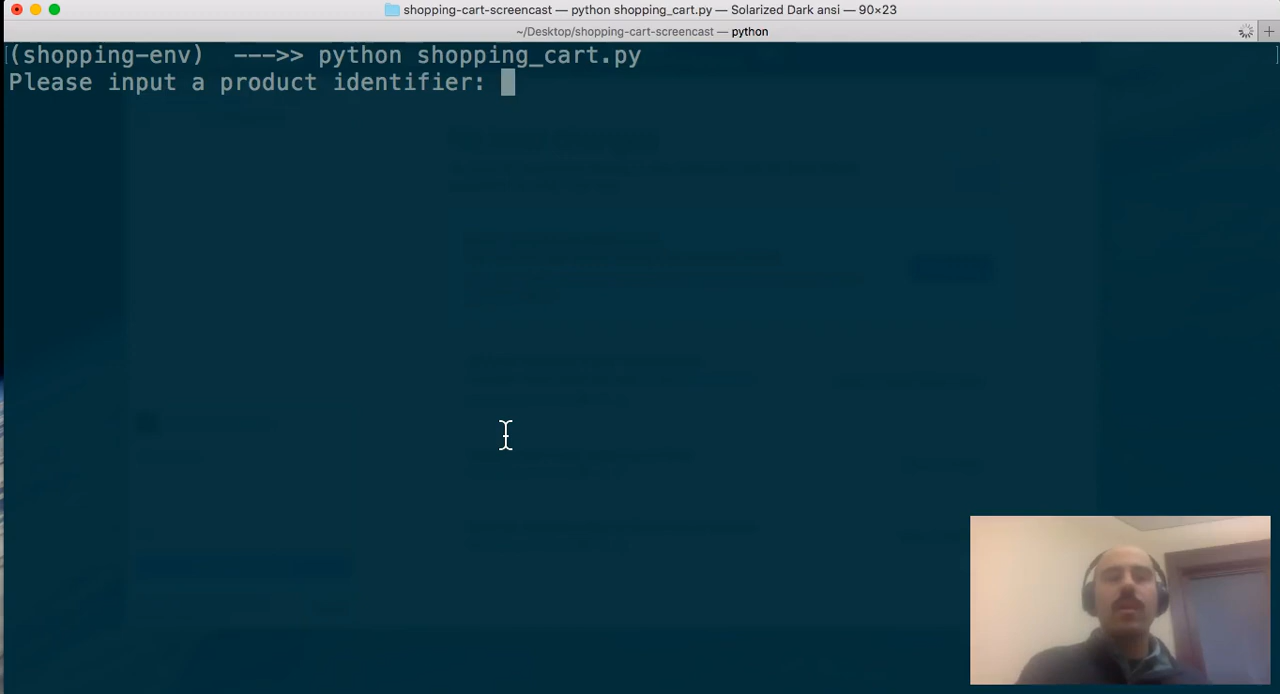 shopping-cart-screencast — python shopping_cart.py — Solarized Dark ansi — 90×23
~/Desktop/shopping-cart-screencast — python
(shopping-env) --->> python shopping_cart.py
Please input a product identifier: